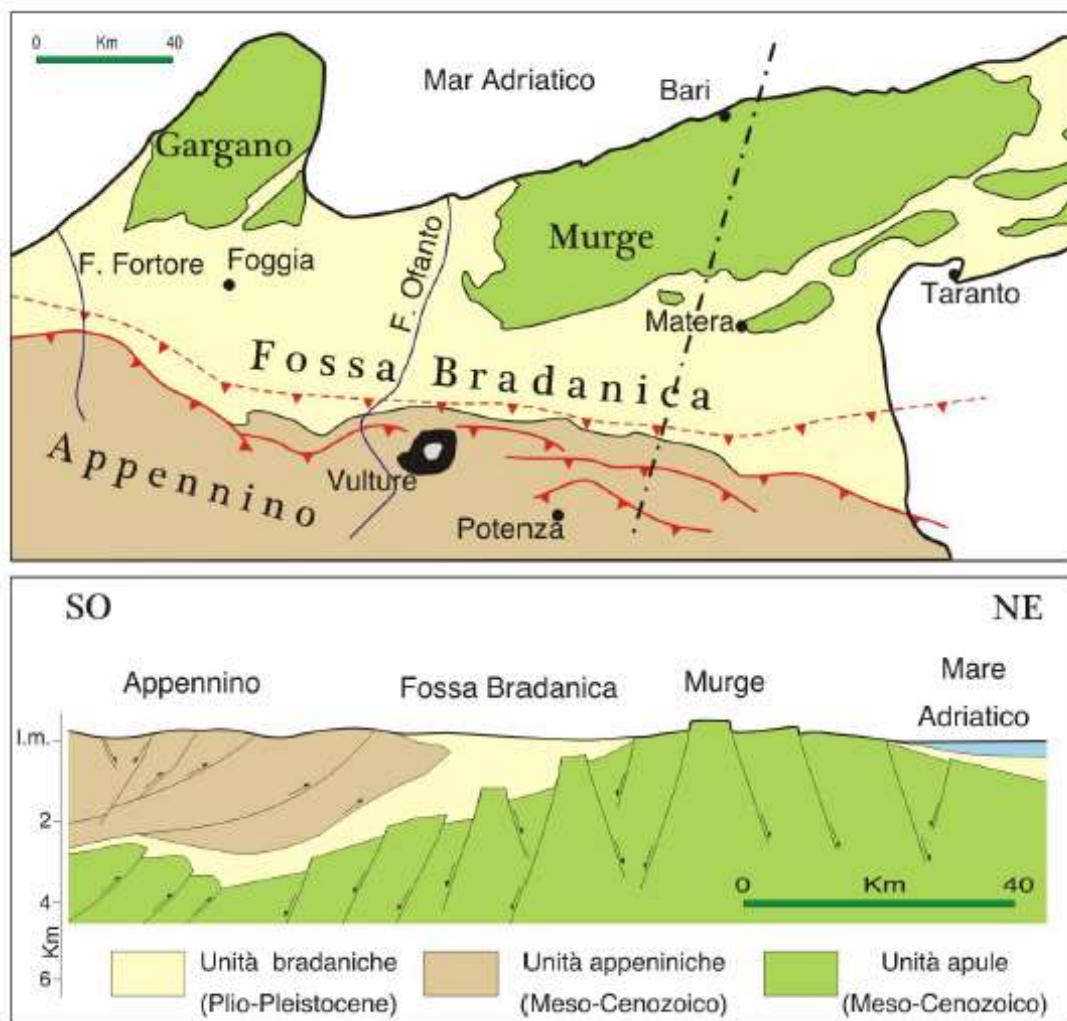 0 Km 40
Mar Adriatico
Bari
Gargano
Murge
F. Ofanto
F. Fortore
Foggia
Taranto
Matera
Fossa Bradanica
Appennino
Vulture
Potenza
SO
NE
Appennino
Fossa Bradanica
Murge
Mare
Adriatico
l.m.
2
4
Km
6
0 Km 40
Unità bradaniche
(Plio-Pleistocene)
Unità appeniniche
(Meso-Cenozoico)
Unità apule
(Meso-Cenozoico)